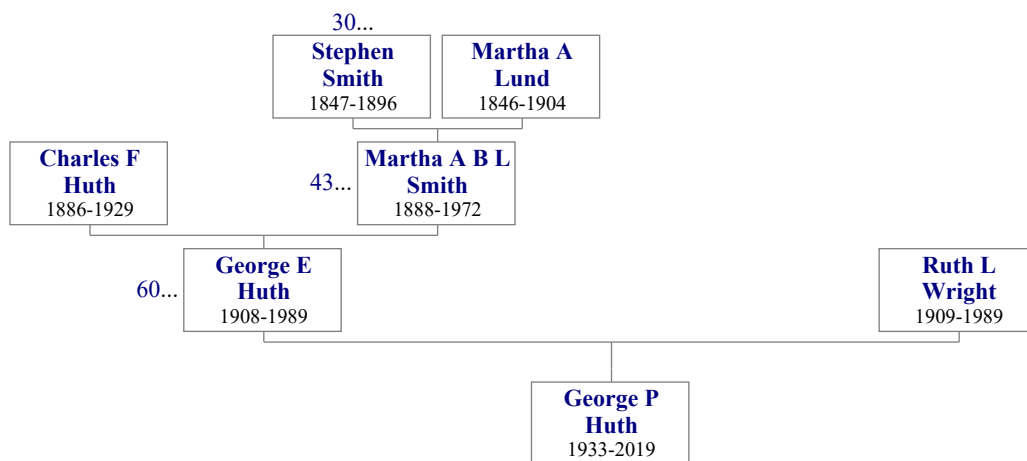 30...
Stephen
Smith
1847-1896
Martha A
Lund
1846-1904
Charles F
Huth
1886-1929
43...
Martha A B L
Smith
1888-1972
60...
George E
Huth
1908-1989
Ruth L
Wright
1909-1989
George P
Huth
1933-2019